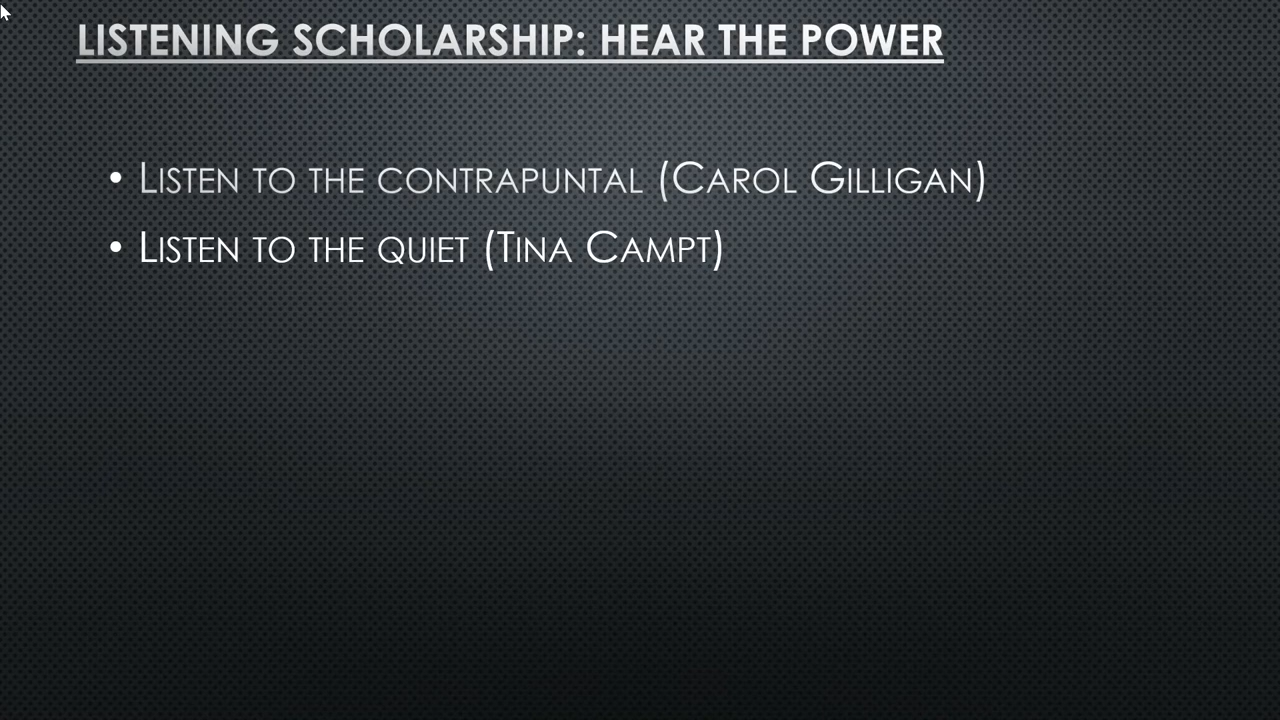 LISTENING SCHOLARSHIP: HEAR THE POWER
• LISTEN TO THE CONTRAPUNTAL (CAROL GILLIGAN)
• LISTEN TO THE QUIET (TINA CAMPT)